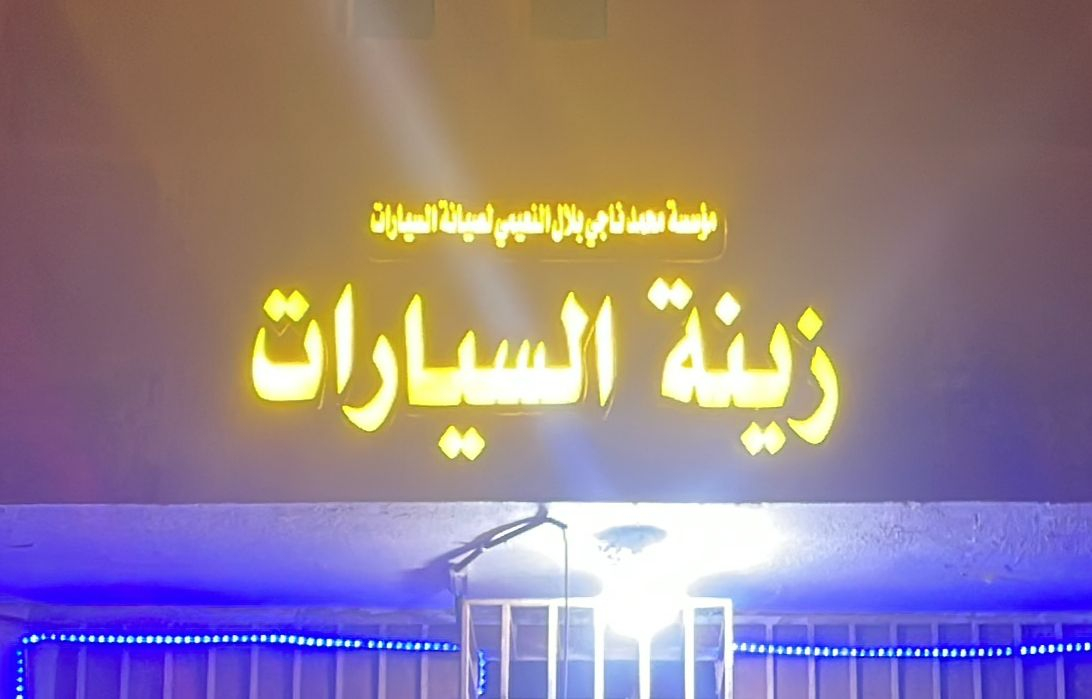 مؤسسة محمد ناجي بلال النعيمي لصيانة السيارات
زينة السيارات